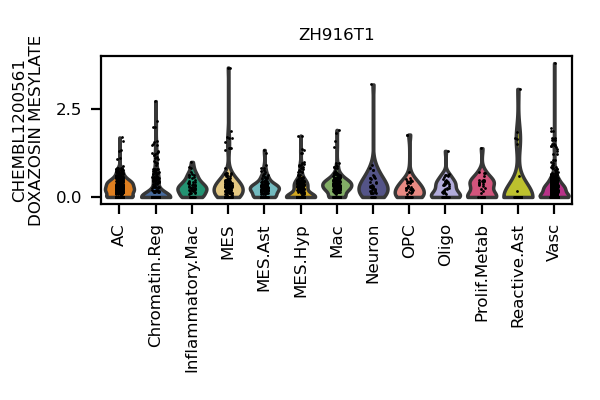 ZH916T1
CHEMBL1200561
DOXAZOSIN MESYLATE
2.5
0.0
AC
Chromatin.Reg
Inflammatory.Mac
MES
MES.Ast
MES.Hyp
Mac
Neuron
OPC
Oligo
Prolif.Metab
Reactive.Ast
Vasc